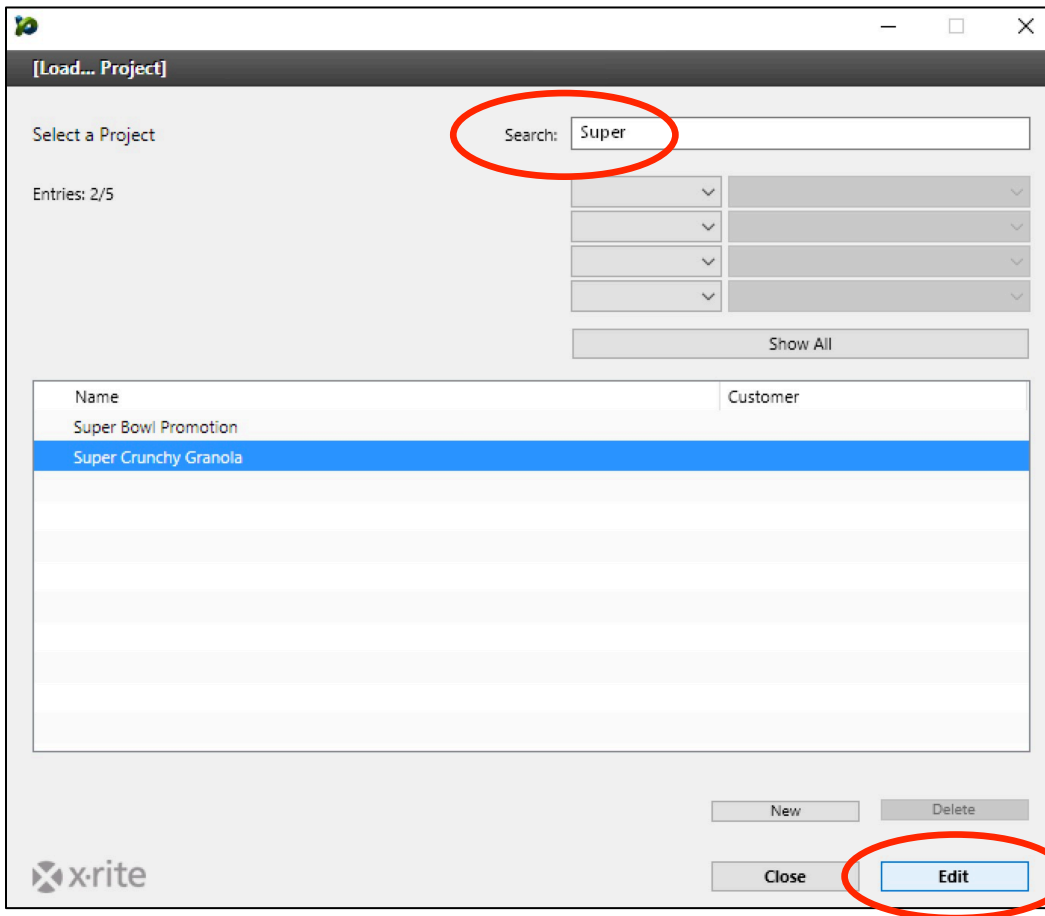 [Load... Project]
Select a Project
Search: Super
Entries: 2/5
Show All
Name Customer
Super Bowl Promotion
Super Crunchy Granola
New Delete
x·rite Close Edit